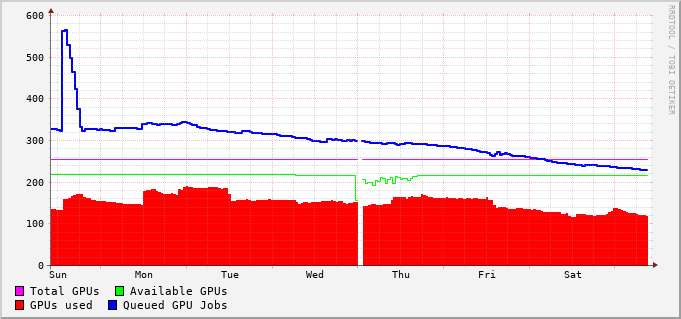 600
500
400
300
200
100
0
Sun Mon Tue Wed Thu Fri Sat
Total GPUs Available GPUs
GPUs used Queued GPU Jobs
RRDTOOL / TOBI OETIKER